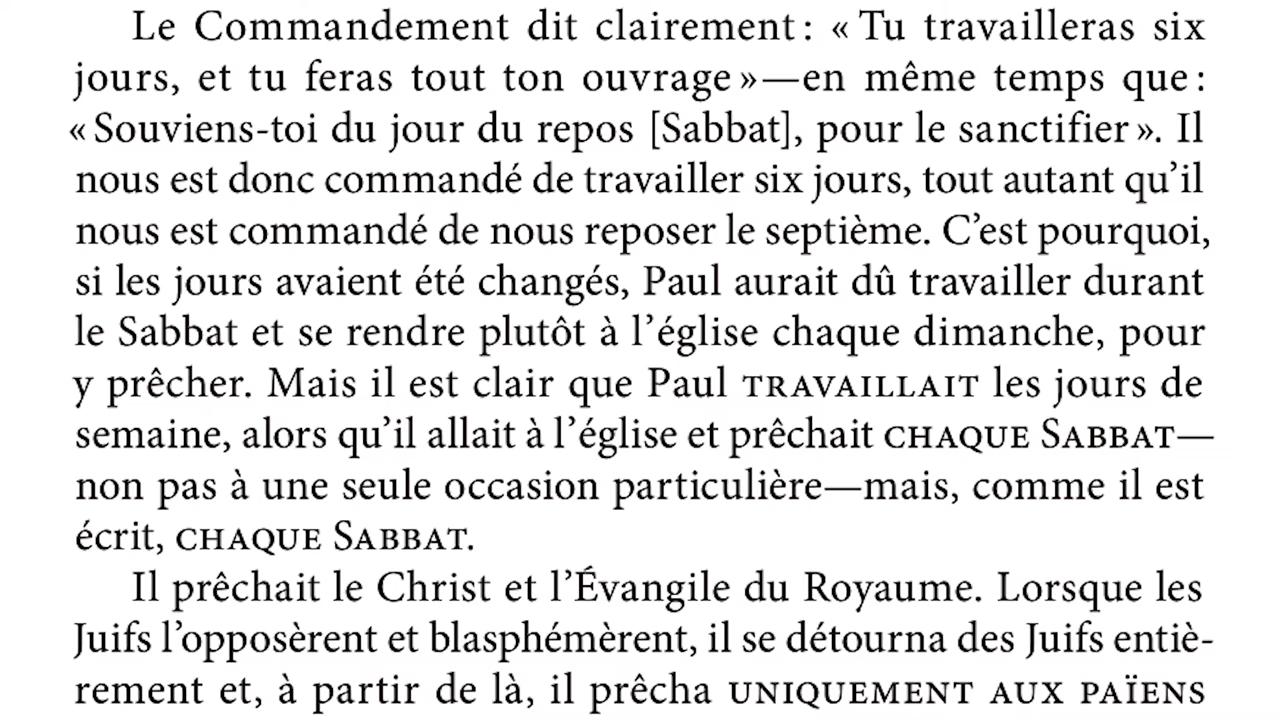 Le Commandement dit clairement : « Tu travailleras six
jours, et tu feras tout ton ouvrage »—en même temps que :
« Souviens-toi du jour du repos [Sabbat], pour le sanctifier ». Il
nous est donc commandé de travailler six jours, tout autant qu’il
nous est commandé de nous reposer le septième. C’est pourquoi,
si les jours avaient été changés, Paul aurait dû travailler durant
le Sabbat et se rendre plutôt à l’église chaque dimanche, pour
y prêcher. Mais il est clair que Paul TRAVAILLAIT les jours de
semaine, alors qu’il allait à l’église et prêchait CHAQUE SABBAT—
non pas à une seule occasion particulière—mais, comme il est
écrit, CHAQUE SABBAT.
Il prêchait le Christ et l’Évangile du Royaume. Lorsque les
Juifs l’opposèrent et blasphémèrent, il se détourna des Juifs entiè-
rement et, à partir de là, il prêcha UNIQUEMENT AUX PAÏENS